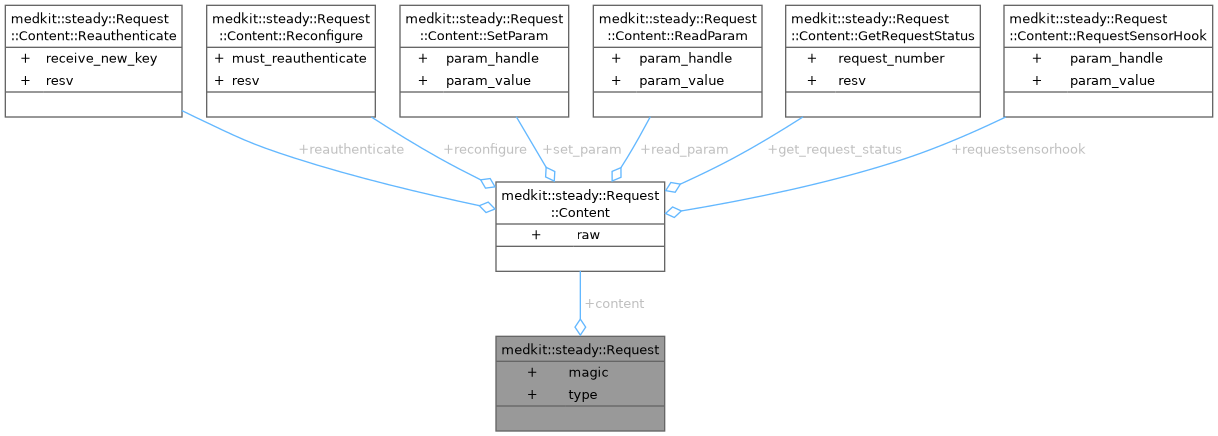 medkit::steady::Request
::Content::Reauthenticate
+ receive_new_key
+ resv
medkit::steady::Request
::Content::Reconfigure
+ must_reauthenticate
+ resv
medkit::steady::Request
::Content::SetParam
+ param_handle
+ param_value
medkit::steady::Request
::Content::ReadParam
+ param_handle
+ param_value
medkit::steady::Request
::Content::GetRequestStatus
+ request_number
+ resv
medkit::steady::Request
::Content::RequestSensorHook
+ param_handle
+ param_value
+reauthenticate
+reconfigure
+set_param
+read_param
+get_request_status
+requestsensorhook
medkit::steady::Request
::Content
+ raw
+content
medkit::steady::Request
+ magic
+ type